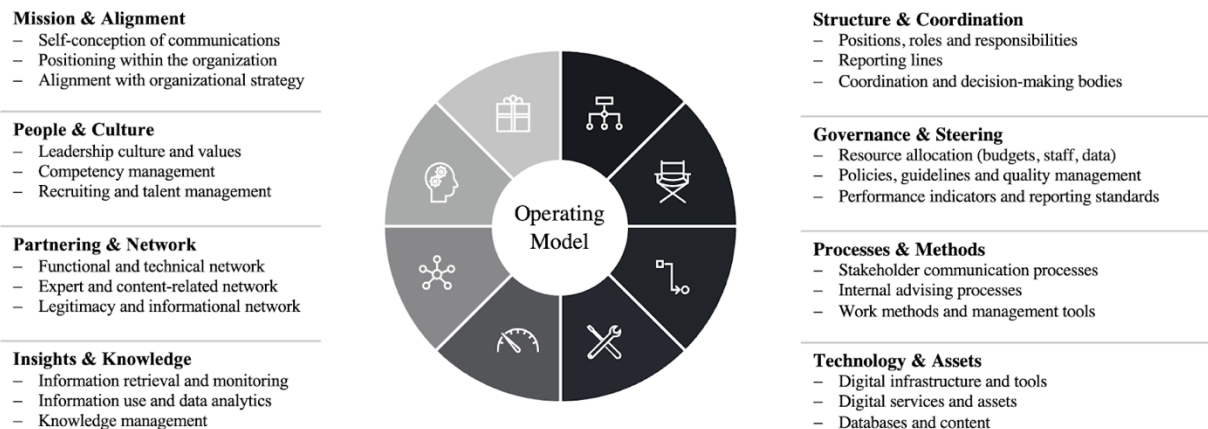 Mission & Alignment
– Self-conception of communications
– Positioning within the organization
– Alignment with organizational strategy
People & Culture
– Leadership culture and values
– Competency management
– Recruiting and talent management
Partnering & Network
– Functional and technical network
– Expert and content-related network
– Legitimacy and informational network
Insights & Knowledge
– Information retrieval and monitoring
– Information use and data analytics
– Knowledge management
Operating
Model
Structure & Coordination
– Positions, roles and responsibilities
– Reporting lines
– Coordination and decision-making bodies
Governance & Steering
– Resource allocation (budgets, staff, data)
– Policies, guidelines and quality management
– Performance indicators and reporting standards
Processes & Methods
– Stakeholder communication processes
– Internal advising processes
– Work methods and management tools
Technology & Assets
– Digital infrastructure and tools
– Digital services and assets
– Databases and content